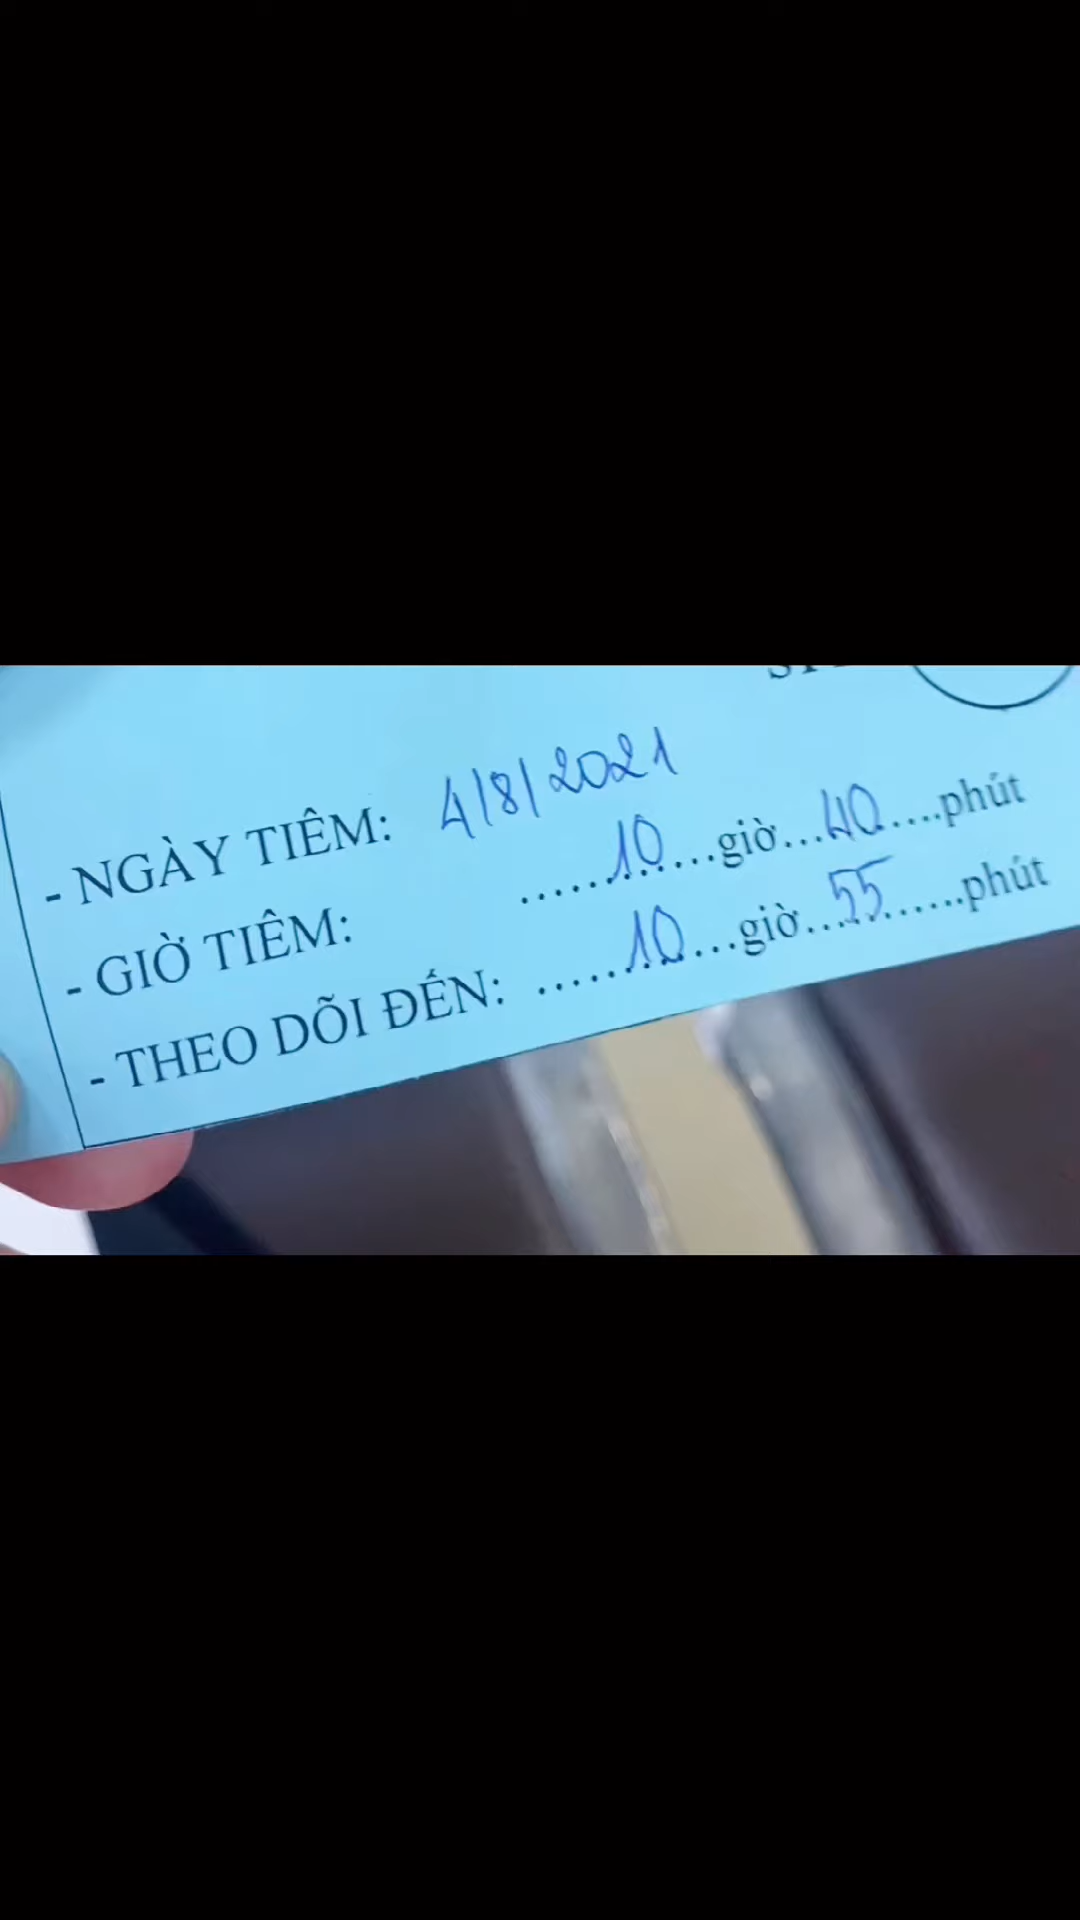 - NGÀY TIÊM: 4/8/2021
- GIỜ TIÊM: ............10...giờ...40....phút
- THEO DÕI ĐẾN: ............10...giờ...55......phút